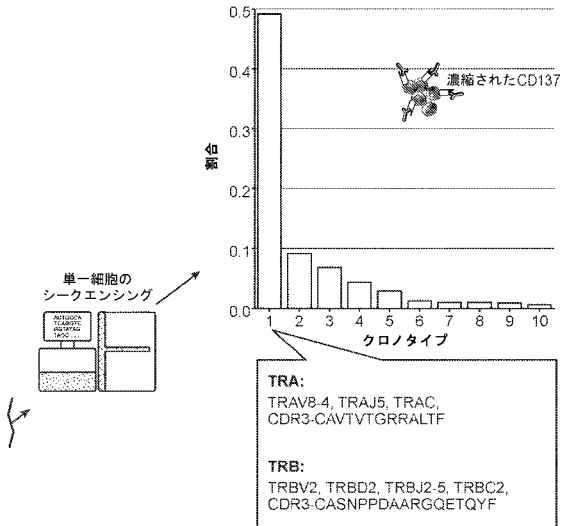 0.5
0.4
0.3
0.2
0.1
0.0
割合
濃縮されたCD137
1 2 3 4 5 6 7 8 9 10
クロノタイプ
単一細胞の
シークエンシング
TRA:
TRAV8-4, TRAJ5, TRAC,
CDR3-CAVTVTGRRALTF
TRB:
TRBV2, TRBD2, TRBJ2-5, TRBC2,
CDR3-CASNPPDAARGQETQYF